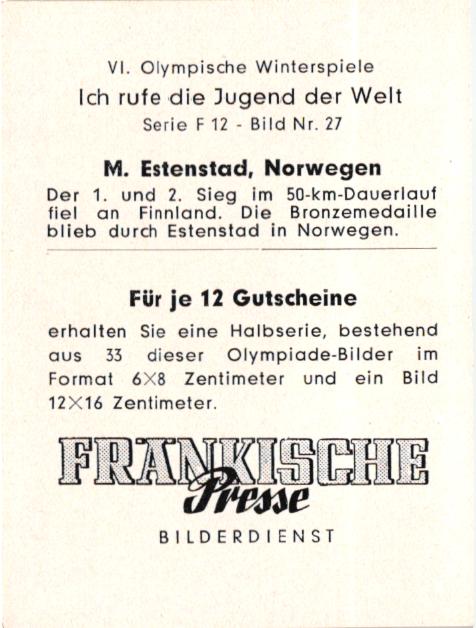 VI. Olympische Winterspiele
Ich rufe die Jugend der Welt
Serie F 12 - Bild Nr. 27
M. Estenstad, Norwegen
Der 1. und 2. Sieg im 50-km-Dauerlauf
fiel an Finnland. Die Bronzemedaille
blieb durch Estenstad in Norwegen.
Für je 12 Gutscheine
erhalten Sie eine Halbserie, bestehend
aus 33 dieser Olympiade-Bilder im
Format 6×8 Zentimeter und ein Bild
12×16 Zentimeter.
FRÄNKISCHE
Presse
BILDERDIENST